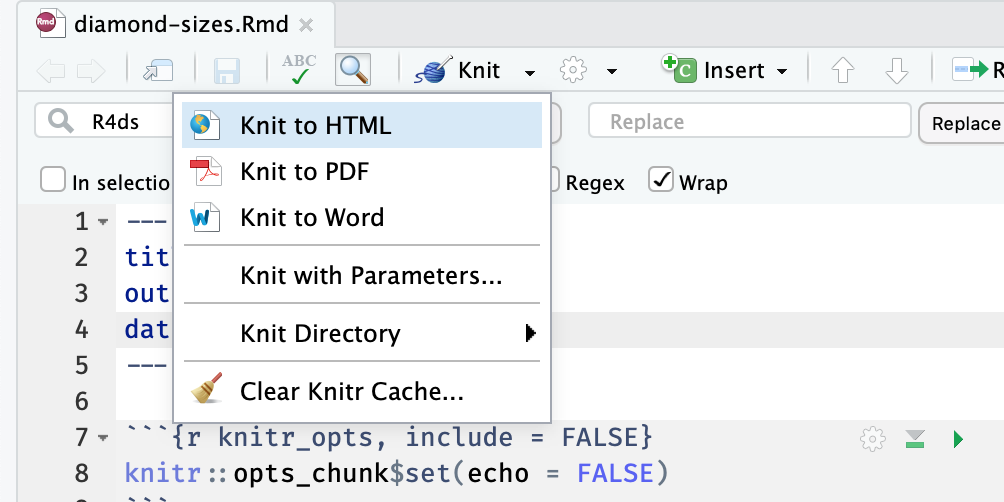 Rmd diamond-sizes.Rmd
ABC Knit Insert R
R4ds Replace Replace
In selectio Regex Wrap
Knit to HTML
Knit to PDF
Knit to Word
Knit with Parameters...
Knit Directory
Clear Knitr Cache...
1 ---
2 tit
3 out
4 dat
5 ---
6
7 ```{r knitr_opts, include = FALSE}
8 knitr::opts_chunk$set(echo = FALSE)
9 ```